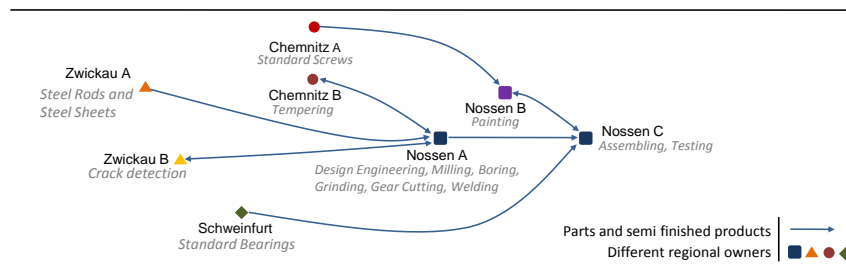 Chemnitz A
Standard Screws
Zwickau A
Steel Rods and
Steel Sheets
Chemnitz B
Tempering
Nossen B
Painting
Nossen C
Assembling, Testing
Zwickau B
Crack detection
Nossen A
Design Engineering, Milling, Boring,
Grinding, Gear Cutting, Welding
Schweinfurt
Standard Bearings
Parts and semi finished products
Different regional owners